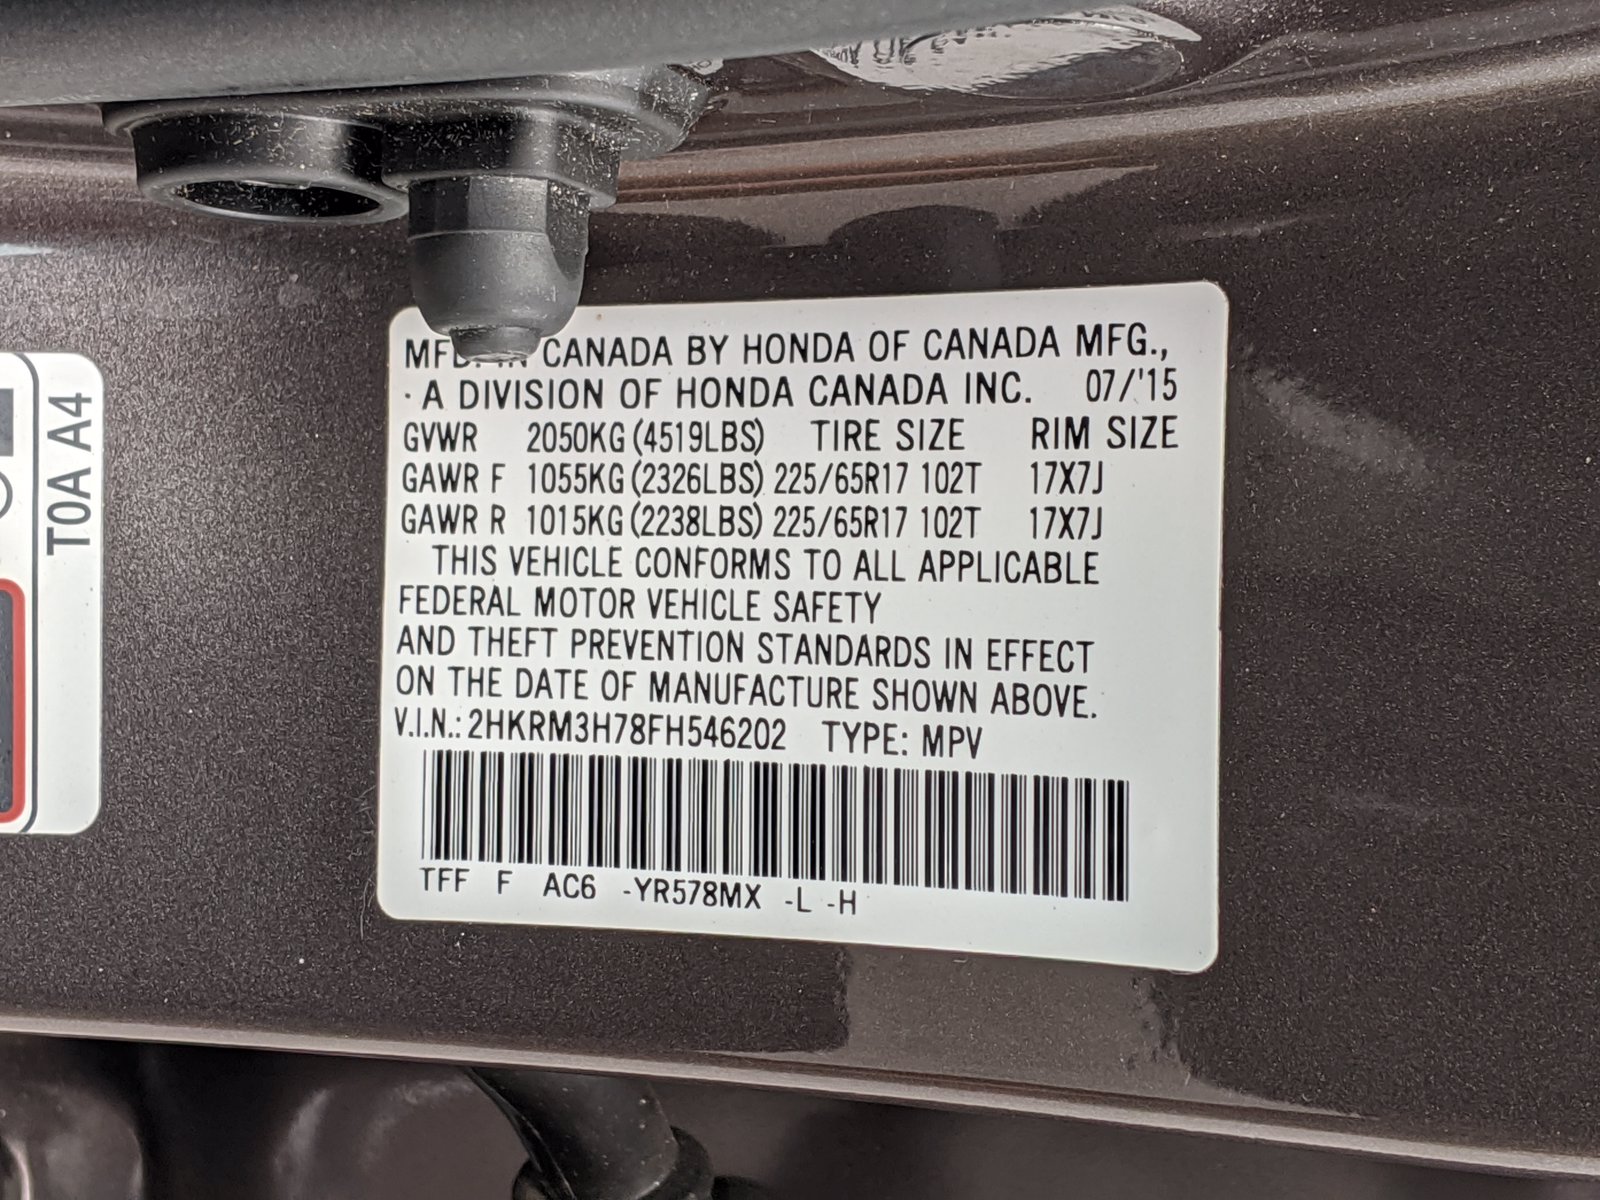 MFD. IN CANADA BY HONDA OF CANADA MFG.,
· A DIVISION OF HONDA CANADA INC. 07/'15
GVWR 2050KG (4519LBS) TIRE SIZE RIM SIZE
GAWR F 1055KG (2326LBS) 225/65R17 102T 17X7J
GAWR R 1015KG (2238LBS) 225/65R17 102T 17X7J
THIS VEHICLE CONFORMS TO ALL APPLICABLE
FEDERAL MOTOR VEHICLE SAFETY
AND THEFT PREVENTION STANDARDS IN EFFECT
ON THE DATE OF MANUFACTURE SHOWN ABOVE.
V.I.N.: 2HKRM3H78FH546202 TYPE: MPV
TFF F AC6 -YR578MX -L -H
T0A A4